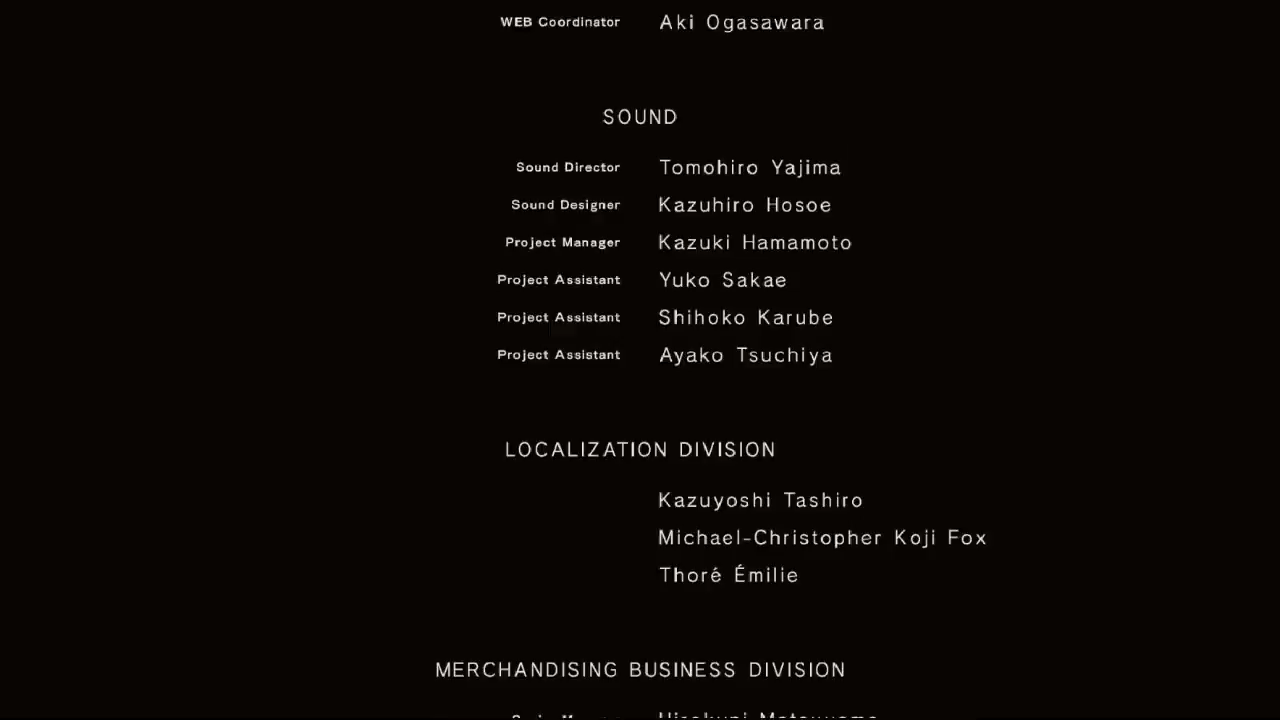 WEB Coordinator Aki Ogasawara
SOUND
Sound Director Tomohiro Yajima
Sound Designer Kazuhiro Hosoe
Project Manager Kazuki Hamamoto
Project Assistant Yuko Sakae
Project Assistant Shihoko Karube
Project Assistant Ayako Tsuchiya
LOCALIZATION DIVISION
Kazuyoshi Tashiro
Michael-Christopher Koji Fox
Thoré Émilie
MERCHANDISING BUSINESS DIVISION